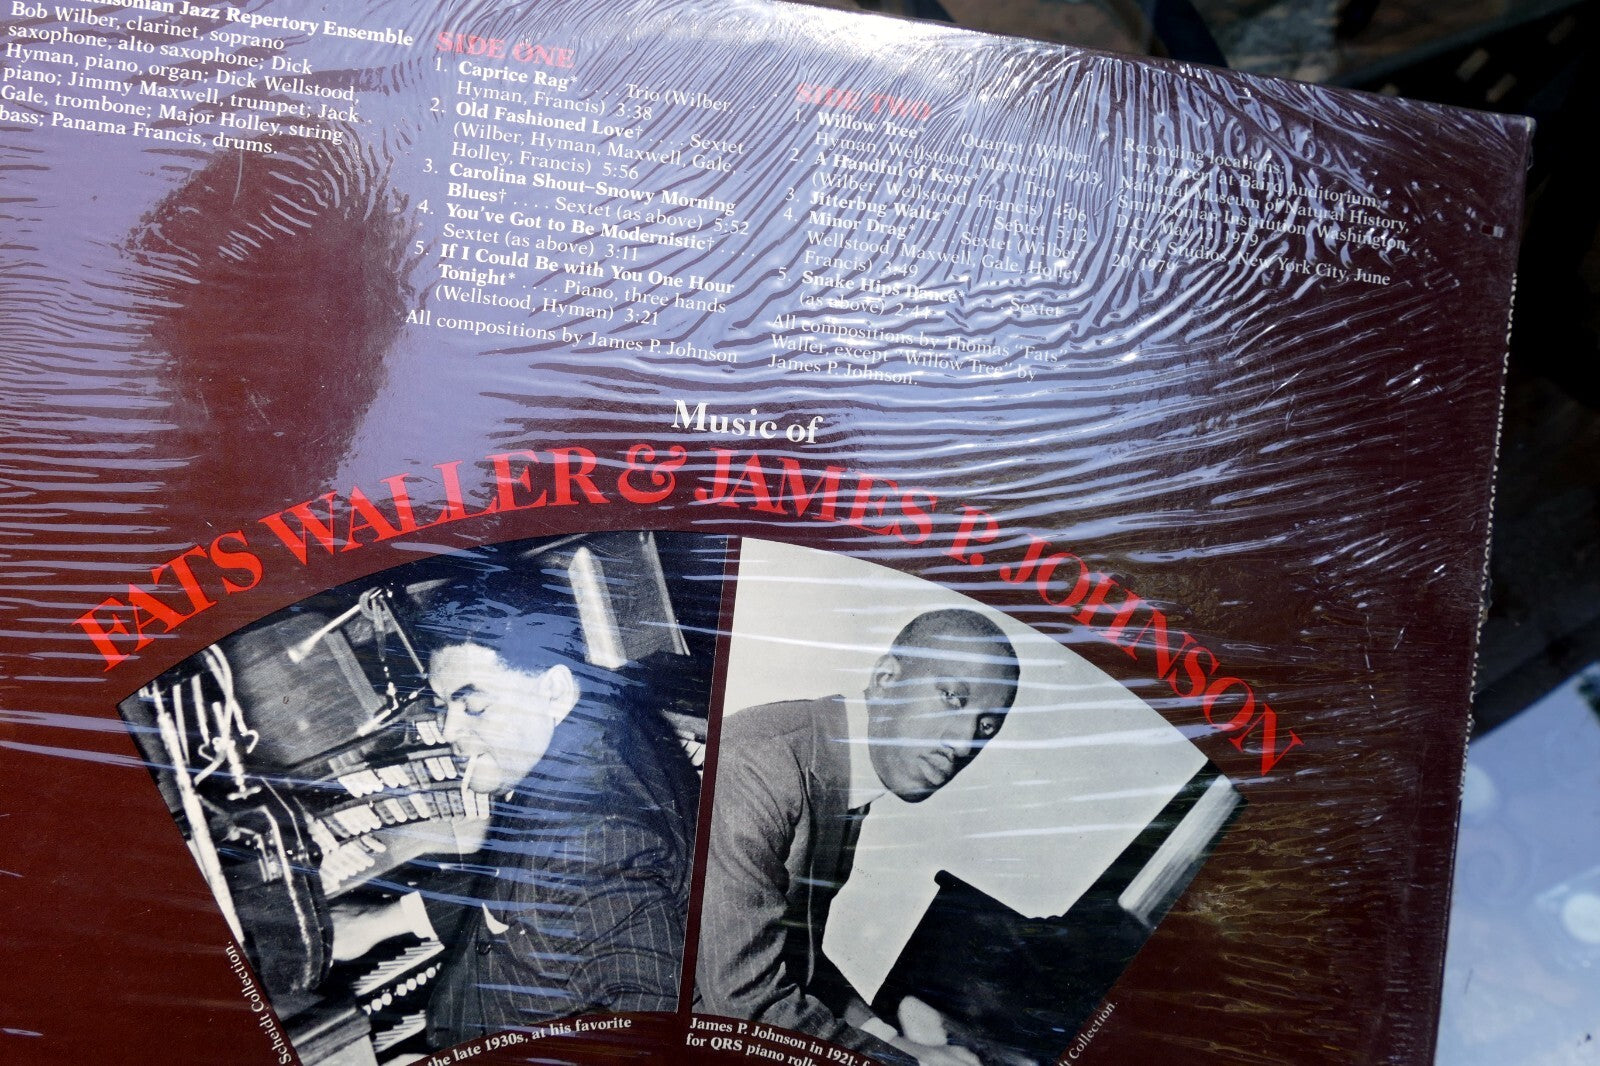 Smithsonian Jazz Repertory Ensemble
Bob Wilber, clarinet, soprano
saxophone, alto saxophone; Dick
Hyman, piano, organ; Dick Wellstood,
piano; Jimmy Maxwell, trumpet; Jack
Gale, trombone; Major Holley, string
bass; Panama Francis, drums.
SIDE ONE
1. Caprice Rag* . . . . Trio (Wilber,
Hyman, Francis) 3:38
2. Old Fashioned Love† . . . . Sextet
(Wilber, Hyman, Maxwell, Gale,
Holley, Francis) 5:56
3. Carolina Shout–Snowy Morning
Blues† . . . . Sextet (as above) 5:52
4. You've Got to Be Modernistic† . . . .
Sextet (as above) 3:11
5. If I Could Be with You One Hour
Tonight* . . . . Piano, three hands
(Wellstood, Hyman) 3:21
All compositions by James P. Johnson
SIDE TWO
1. Willow Tree* . . . . Quartet (Wilber,
Hyman, Wellstood, Maxwell) 4:03
2. A Handful of Keys* . . . . Trio
(Wilber, Wellstood, Francis) 4:06
3. Jitterbug Waltz* . . . . Septet 5:12
4. Minor Drag* . . . . Sextet (Wilber,
Wellstood, Maxwell, Gale, Holley,
Francis) 3:49
5. Snake Hips Dance* . . . . Sextet
(as above) 2:44
All compositions by Thomas "Fats"
Waller, except "Willow Tree" by
James P. Johnson.
Recording locations:
* In concert at Baird Auditorium,
National Museum of Natural History,
Smithsonian Institution, Washington,
D.C., May 13, 1979
† RCA Studios, New York City, June
20, 1979
Music of
FATS WALLER & JAMES P. JOHNSON
Scheidt Collection.
the late 1930s, at his favorite
James P. Johnson in 1921;
for QRS piano roll
Collection.